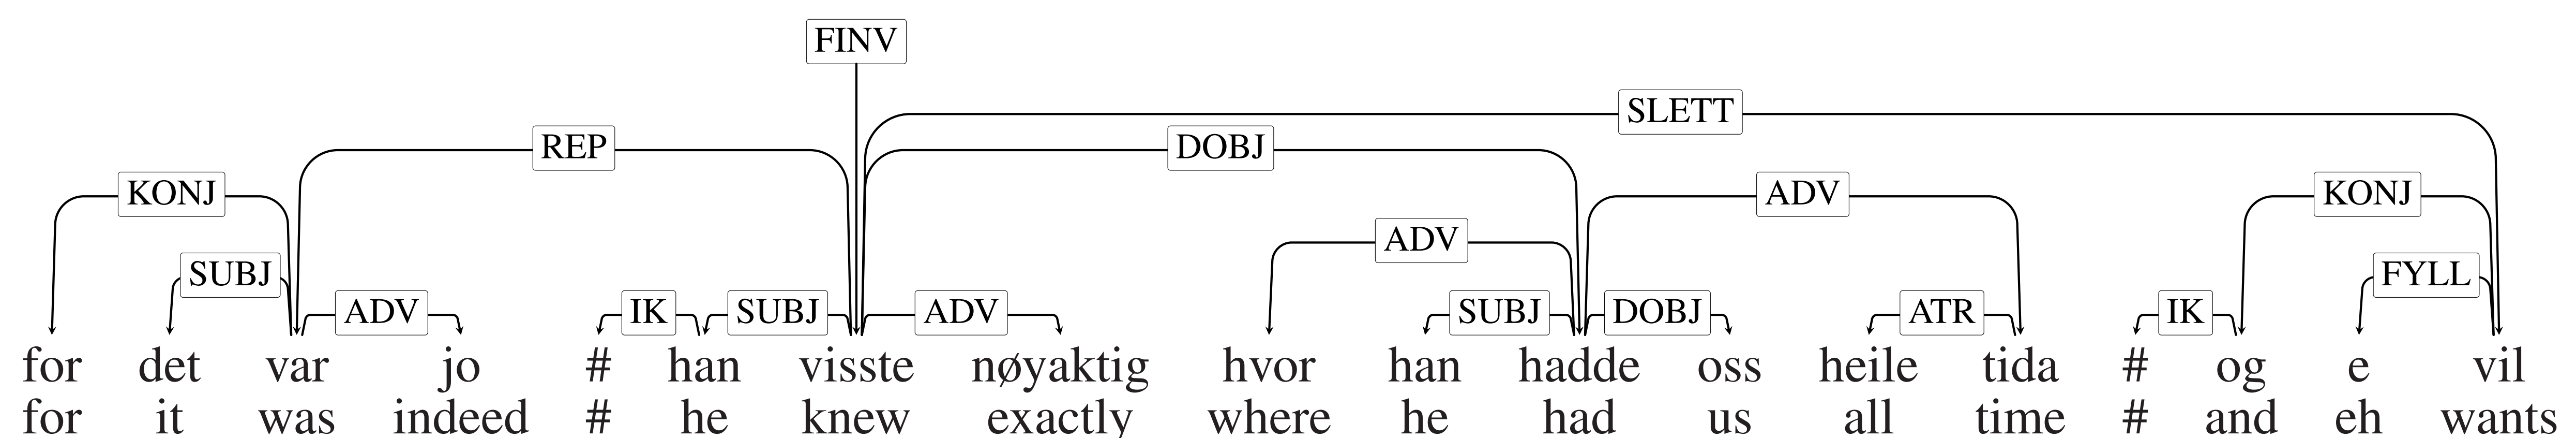 FINV
SLETT
REP DOBJ
KONJ ADV KONJ
ADV
SUBJ FYLL
ADV IK SUBJ ADV SUBJ DOBJ ATR IK
for det var jo # han visste nøyaktig hvor han hadde oss heile tida # og e vil
for it was indeed # he knew exactly where he had us all time # and eh wants